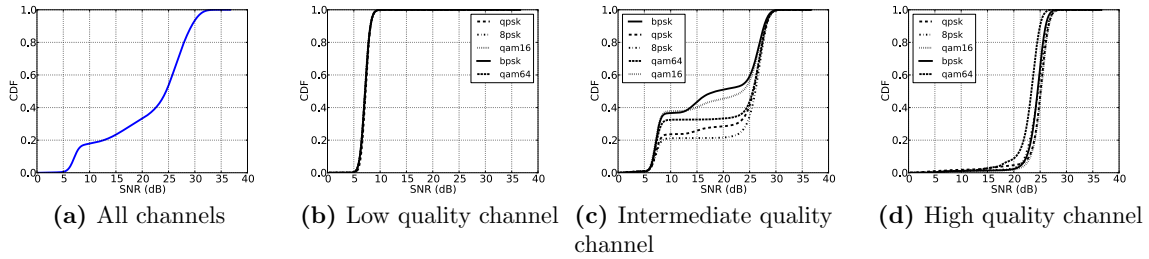 1.0
0.8
0.6
0.4
0.2
0.0
CDF
0 5 10 15 20 25 30 35 40
SNR (dB)
(a) All channels
1.0
0.8
0.6
0.4
0.2
0.0
CDF
qpsk
8psk
qam16
bpsk
qam64
0 5 10 15 20 25 30 35 40
SNR (dB)
(b) Low quality channel
1.0
0.8
0.6
0.4
0.2
0.0
CDF
bpsk
qpsk
8psk
qam64
qam16
0 5 10 15 20 25 30 35 40
SNR (dB)
(c) Intermediate quality
channel
1.0
0.8
0.6
0.4
0.2
0.0
CDF
qpsk
8psk
qam16
bpsk
qam64
0 5 10 15 20 25 30 35 40
SNR (dB)
(d) High quality channel